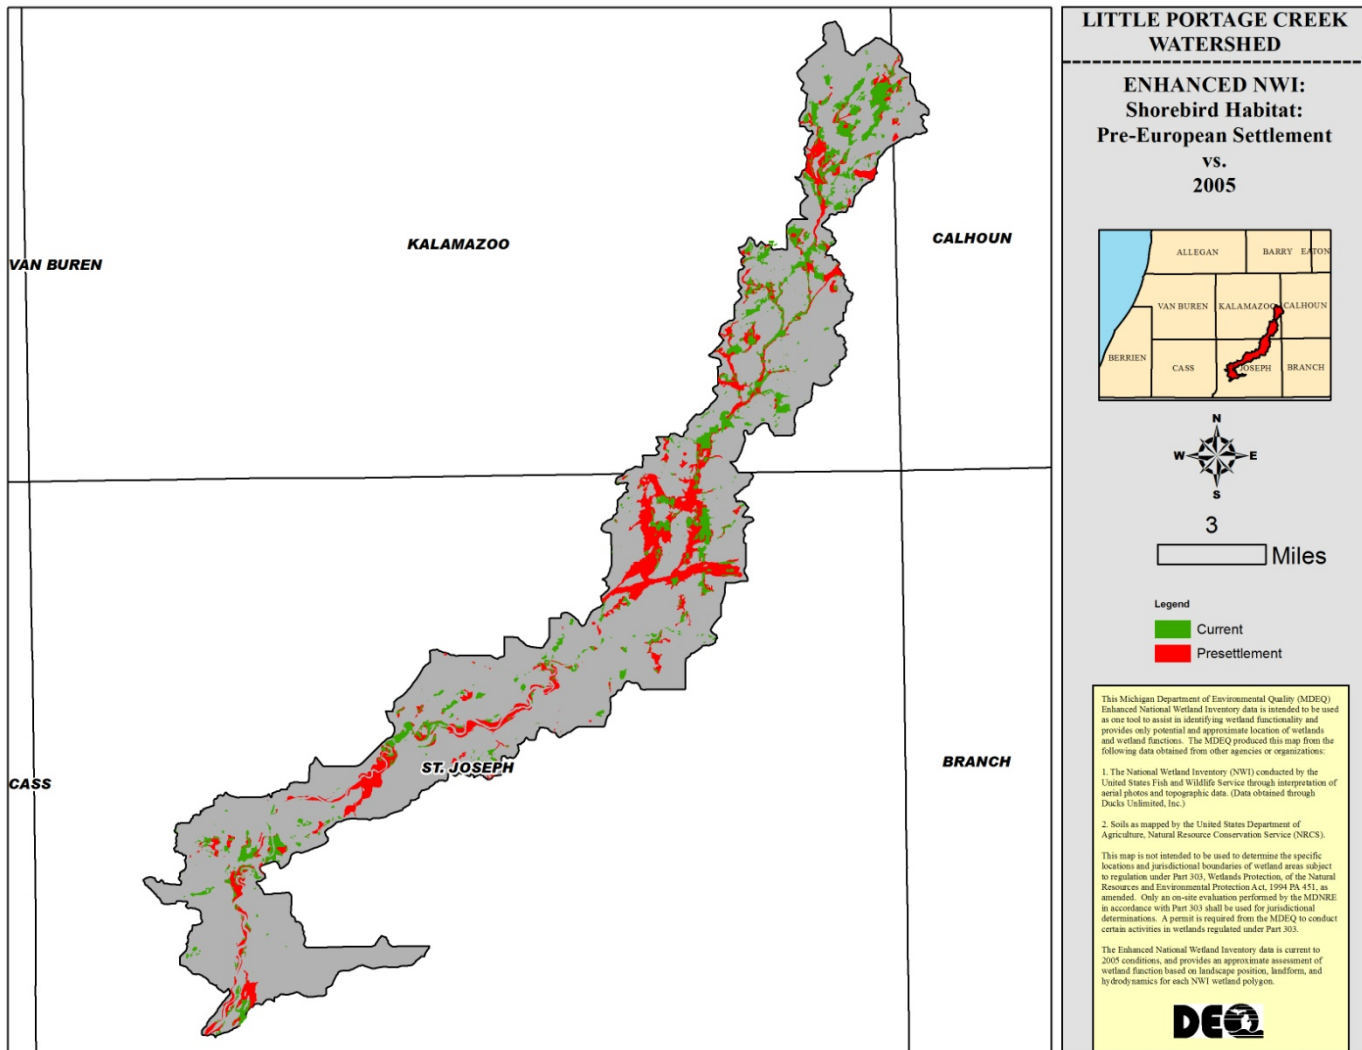 LITTLE PORTAGE CREEK
WATERSHED
ENHANCED NWI:
Shorebird Habitat:
Pre-European Settlement
vs.
2005
VAN BUREN
KALAMAZOO
CALHOUN
CASS
ST. JOSEPH
BRANCH
ALLEGAN
BARRY
EATON
VAN BUREN
KALAMAZOO
CALHOUN
BERRIEN
CASS
JOSEPH
BRANCH
N
W
E
S
3
Miles
Legend
Current
Presettlement
This Michigan Department of Environmental Quality (MDEQ)
Enhanced National Wetland Inventory data is intended to be used
as one tool to assist in identifying wetland functionality and
provides only potential and approximate location of wetlands
and wetland functions. The MDEQ produced this map from the
following data obtained from other agencies or organizations:
1. The National Wetland Inventory (NWI) conducted by the
United States Fish and Wildlife Service through interpretation of
aerial photos and topographic data. (Data obtained through
Ducks Unlimited, Inc.)
2. Soils as mapped by the United States Department of
Agriculture, Natural Resource Conservation Service (NRCS).
This map is not intended to be used to determine the specific
locations and jurisdictional boundaries of wetland areas subject
to regulation under Part 303, Wetlands Protection, of the Natural
Resources and Environmental Protection Act, 1994 PA 451, as
amended. Only an on-site evaluation performed by the MDNRE
in accordance with Part 303 shall be used for jurisdictional
determinations. A permit is required from the MDEQ to conduct
certain activities in wetlands regulated under Part 303.
The Enhanced National Wetland Inventory data is current to
2005 conditions, and provides an approximate assessment of
wetland function based on landscape position, landform, and
hydrodynamics for each NWI wetland polygon.
DEQ